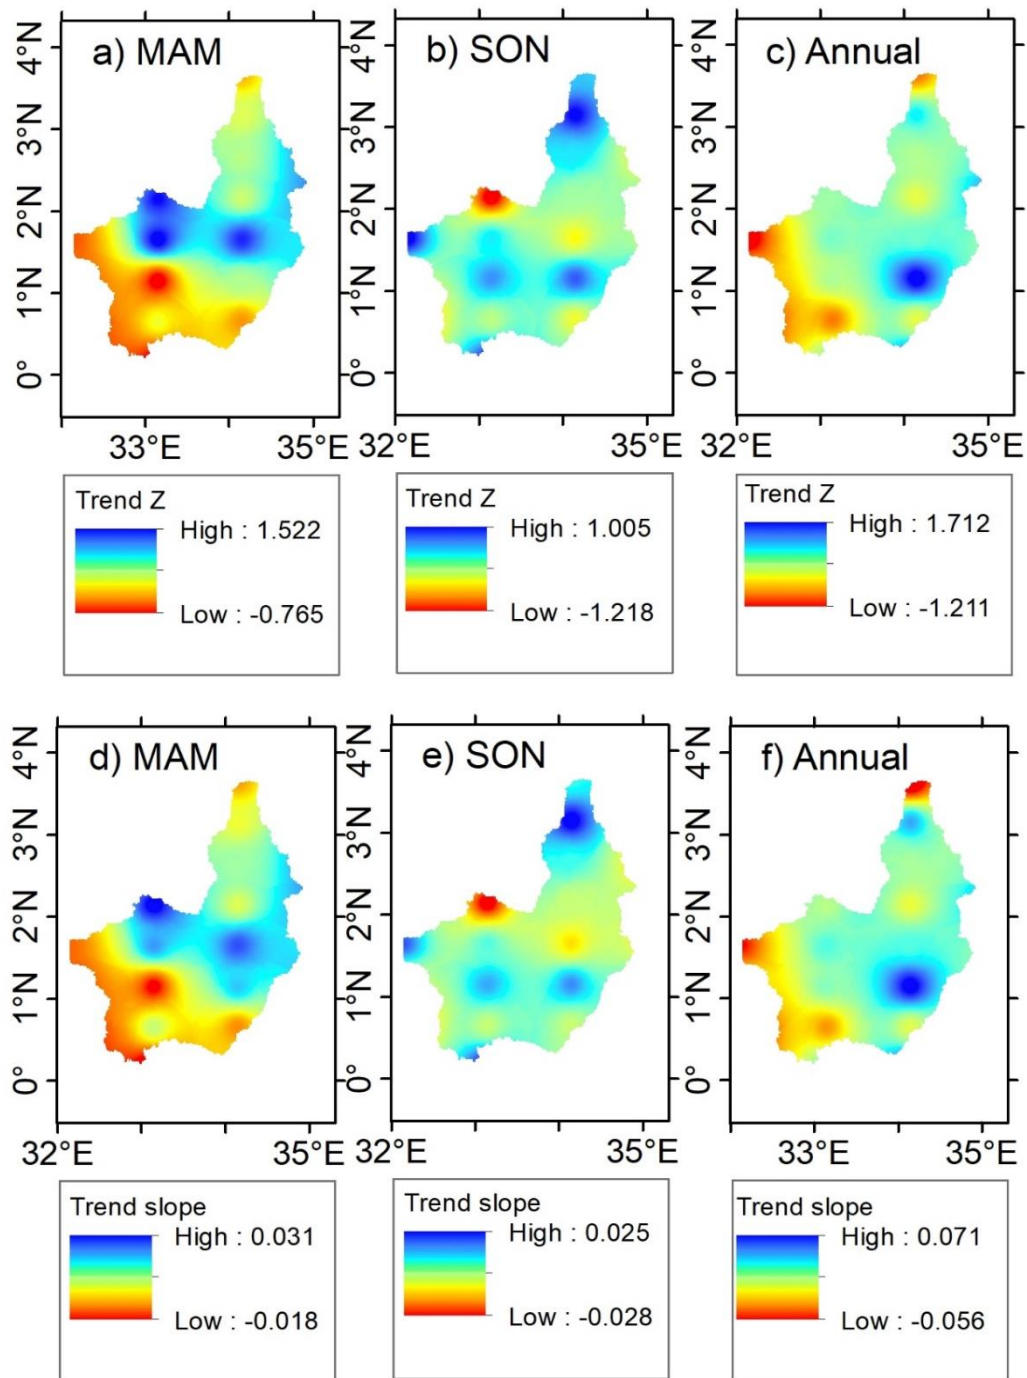 a) MAM
b) SON
c) Annual
4°N
3°N
2°N
1°N
0°
4°N
3°N
2°N
1°N
0°
4°N
3°N
2°N
1°N
0°
33°E 35°E
32°E 35°E
32°E 35°E
Trend Z
High : 1.522
Low : -0.765
Trend Z
High : 1.005
Low : -1.218
Trend Z
High : 1.712
Low : -1.211
d) MAM
e) SON
f) Annual
4°N
3°N
2°N
1°N
0°
4°N
3°N
2°N
1°N
0°
4°N
3°N
2°N
1°N
0°
32°E 35°E
32°E 35°E
33°E 35°E
Trend slope
High : 0.031
Low : -0.018
Trend slope
High : 0.025
Low : -0.028
Trend slope
High : 0.071
Low : -0.056